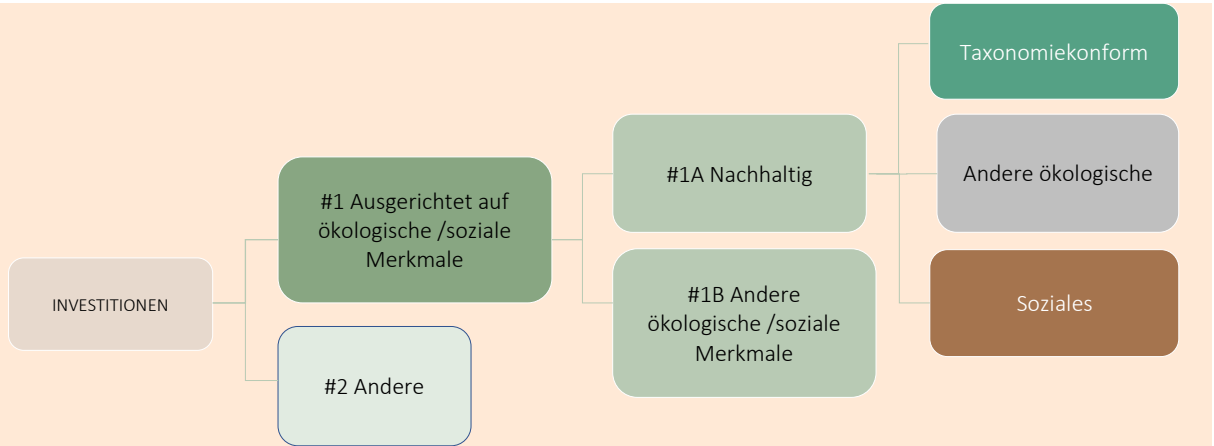 INVESTITIONEN
#1 Ausgerichtet auf
ökologische /soziale
Merkmale
#2 Andere
#1A Nachhaltig
#1B Andere
ökologische /soziale
Merkmale
Taxonomiekonform
Andere ökologische
Soziales